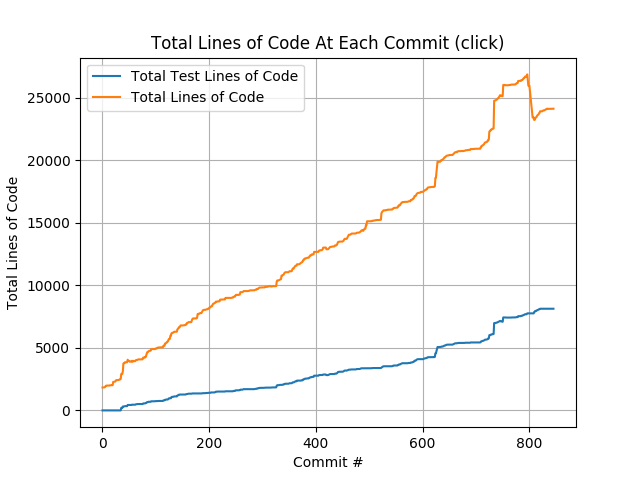 Total Lines of Code At Each Commit (click)
Total Test Lines of Code
Total Lines of Code
Total Lines of Code
25000
20000
15000
10000
5000
0
0 200 400 600 800
Commit #